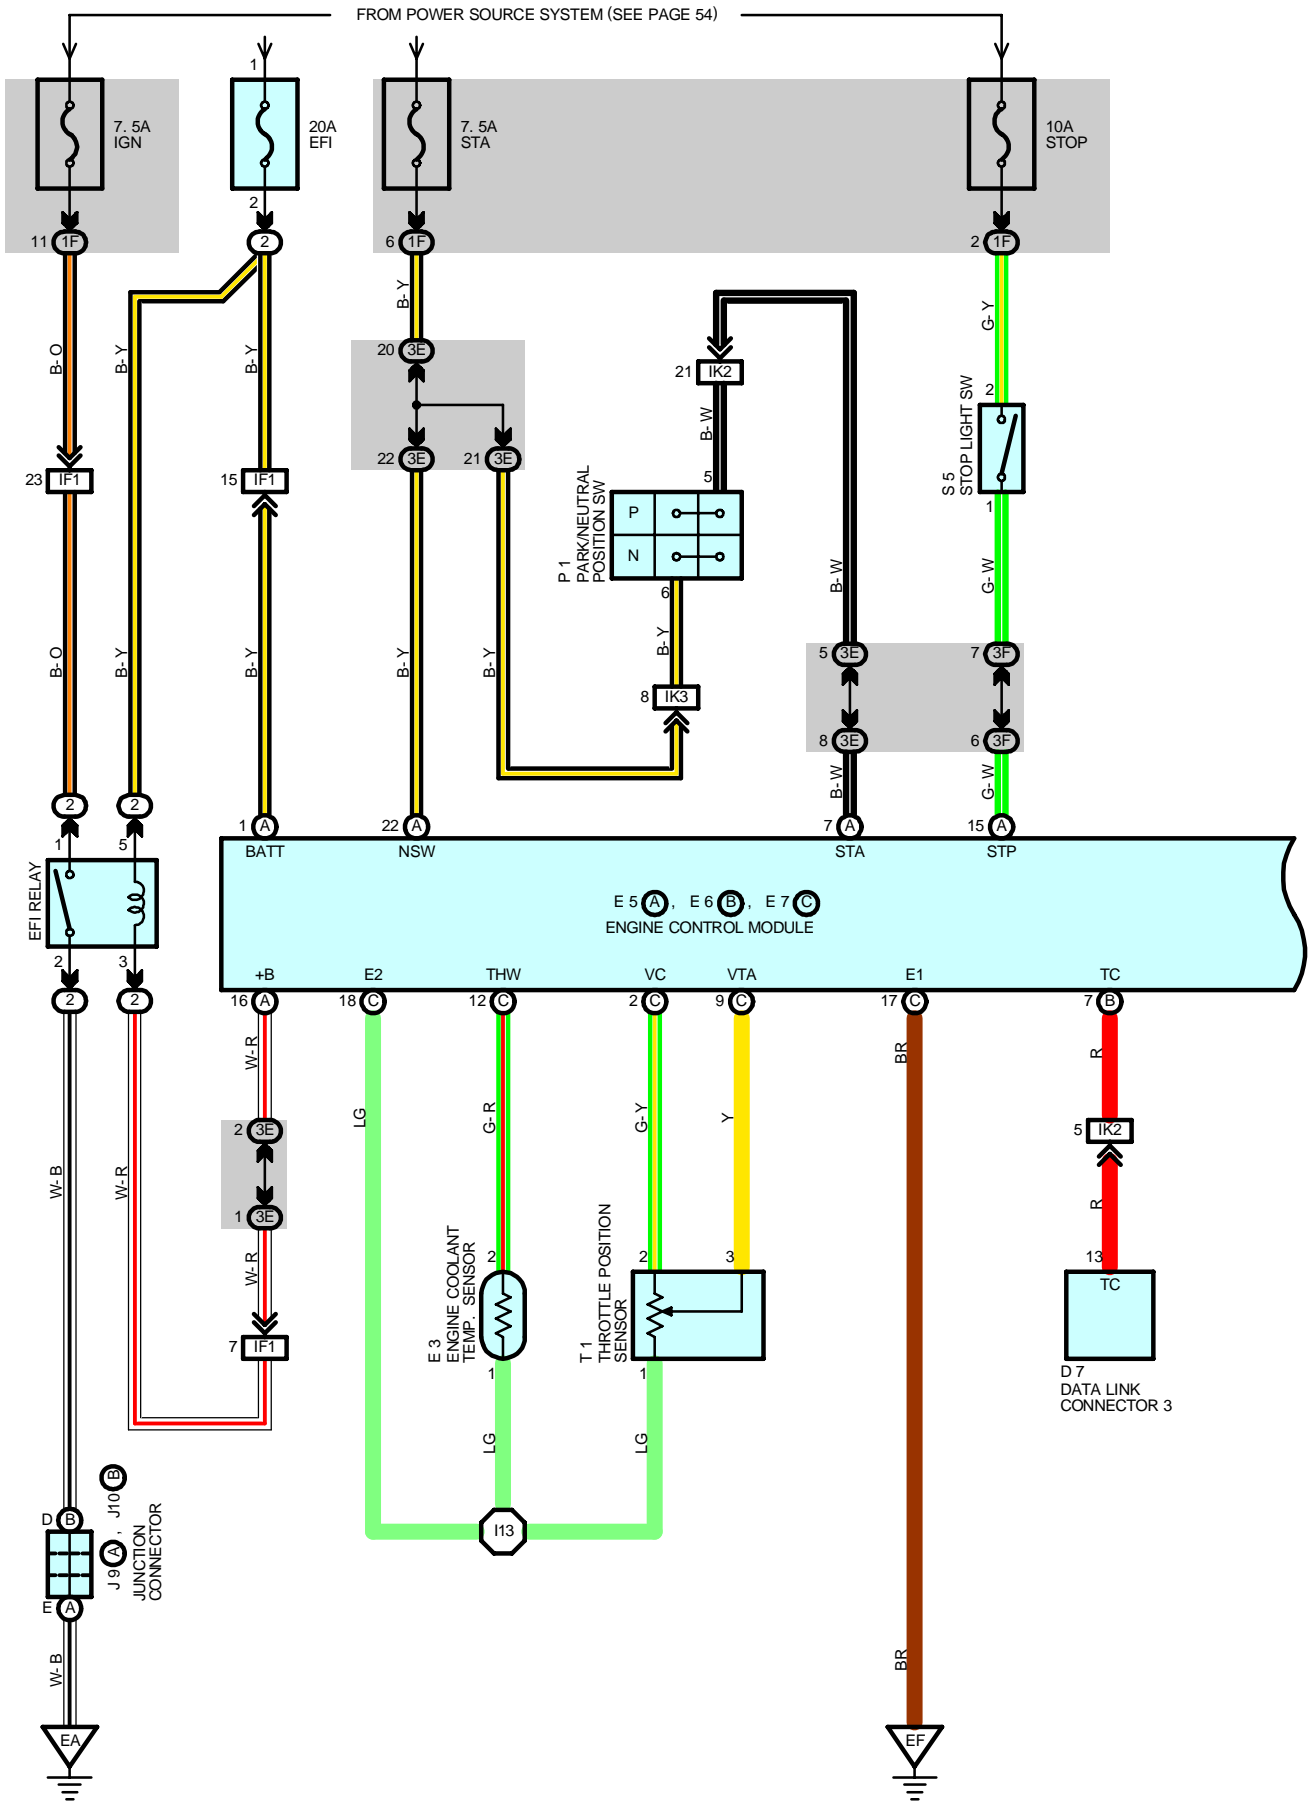 FROM POWER SOURCE SYSTEM (SEE PAGE 54)
1
7. 5A
IGN
20A
EFI
7. 5A
STA
10A
STOP
2
11 1F
2
6 1F
2 1F
B-Y
G-Y
B-O
B-Y
B-Y
20 3E
21 IK2
2
B-W
22 3E
21 3E
23 IF1
15 IF1
5
S 5
STOP LIGHT SW
1
P
N
P 1
PARK/NEUTRAL
POSITION SW
6
B-W
G-W
B-O
B-Y
B-Y
B-Y
B-Y
B-Y
5 3E
7 3F
8 IK3
8 3E
6 3F
B-W
G-W
2
2
1 A
22 A
7 A
15 A
1
5
BATT
NSW
STA
STP
EFI RELAY
E 5 A , E 6 B , E 7 C
ENGINE CONTROL MODULE
2
3
+B
E2
THW
VC
VTA
E1
TC
2
2
16 A
18 C
12 C
2 C
9 C
17 C
7 B
W-R
BR
R
LG
G-R
G-Y
Y
2 3E
5 IK2
W-B
W-R
R
1 3E
W-R
2
2
3
13
TC
E 3
ENGINE COOLANT
TEMP. SENSOR
T 1
THROTTLE POSITION
SENSOR
7 IF1
1
1
D 7
DATA LINK
CONNECTOR 3
LG
LG
J 9 A , J10 B
JUNCTION
CONNECTOR
D B
I13
E A
W-B
BR
EA
EF